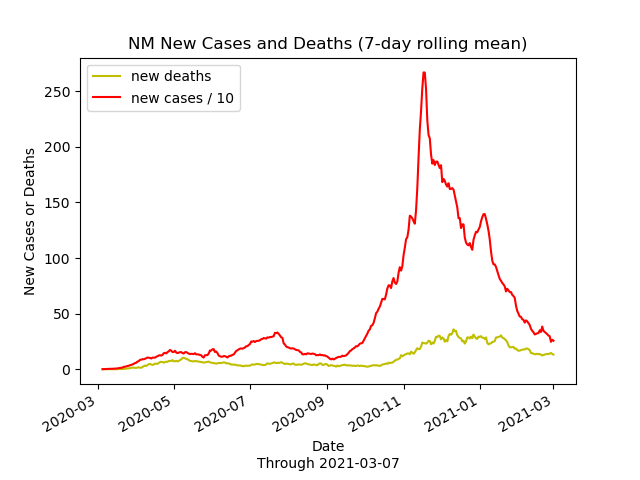 NM New Cases and Deaths (7-day rolling mean)
new deaths
new cases / 10
250
200
150
100
50
0
New Cases or Deaths
2020-03
2020-05
2020-07
2020-09
2020-11
2021-01
2021-03
Date
Through 2021-03-07